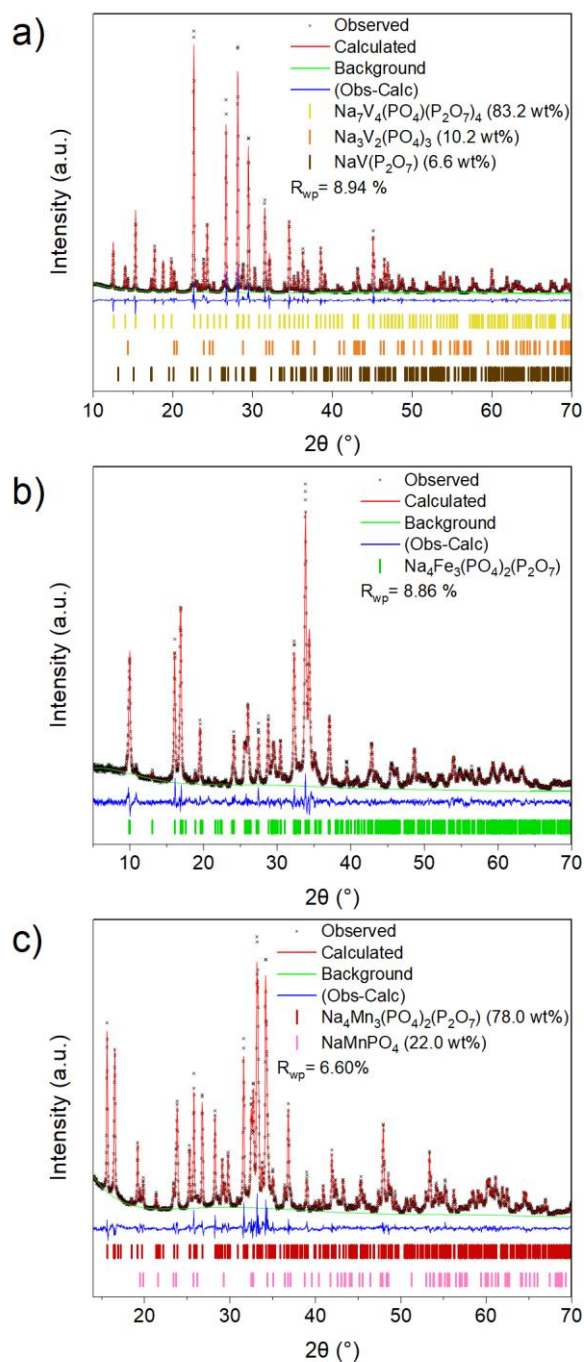 a)
Observed
Calculated
Background
(Obs-Calc)
Na₇V₄(PO₄)(P₂O₇)₄ (83.2 wt%)
Na₃V₂(PO₄)₃ (10.2 wt%)
NaV(P₂O₇) (6.6 wt%)
R_wp= 8.94 %
Intensity (a.u.)
10 20 30 40 50 60 70
2θ (°)
b)
Observed
Calculated
Background
(Obs-Calc)
Na₄Fe₃(PO₄)₂(P₂O₇)
R_wp= 8.86 %
Intensity (a.u.)
10 20 30 40 50 60 70
2θ (°)
c)
Observed
Calculated
Background
(Obs-Calc)
Na₄Mn₃(PO₄)₂(P₂O₇) (78.0 wt%)
NaMnPO₄ (22.0 wt%)
R_wp= 6.60%
Intensity (a.u.)
20 30 40 50 60 70
2θ (°)